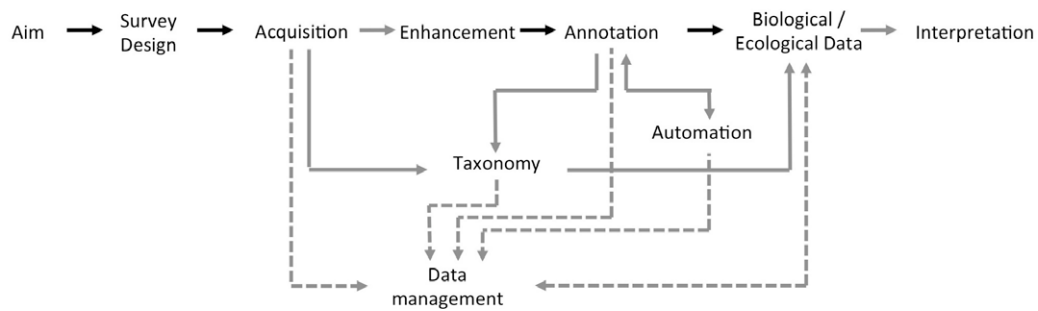 Aim
Survey
Design
Acquisition
Enhancement
Annotation
Biological /
Ecological Data
Interpretation
Automation
Taxonomy
Data
management